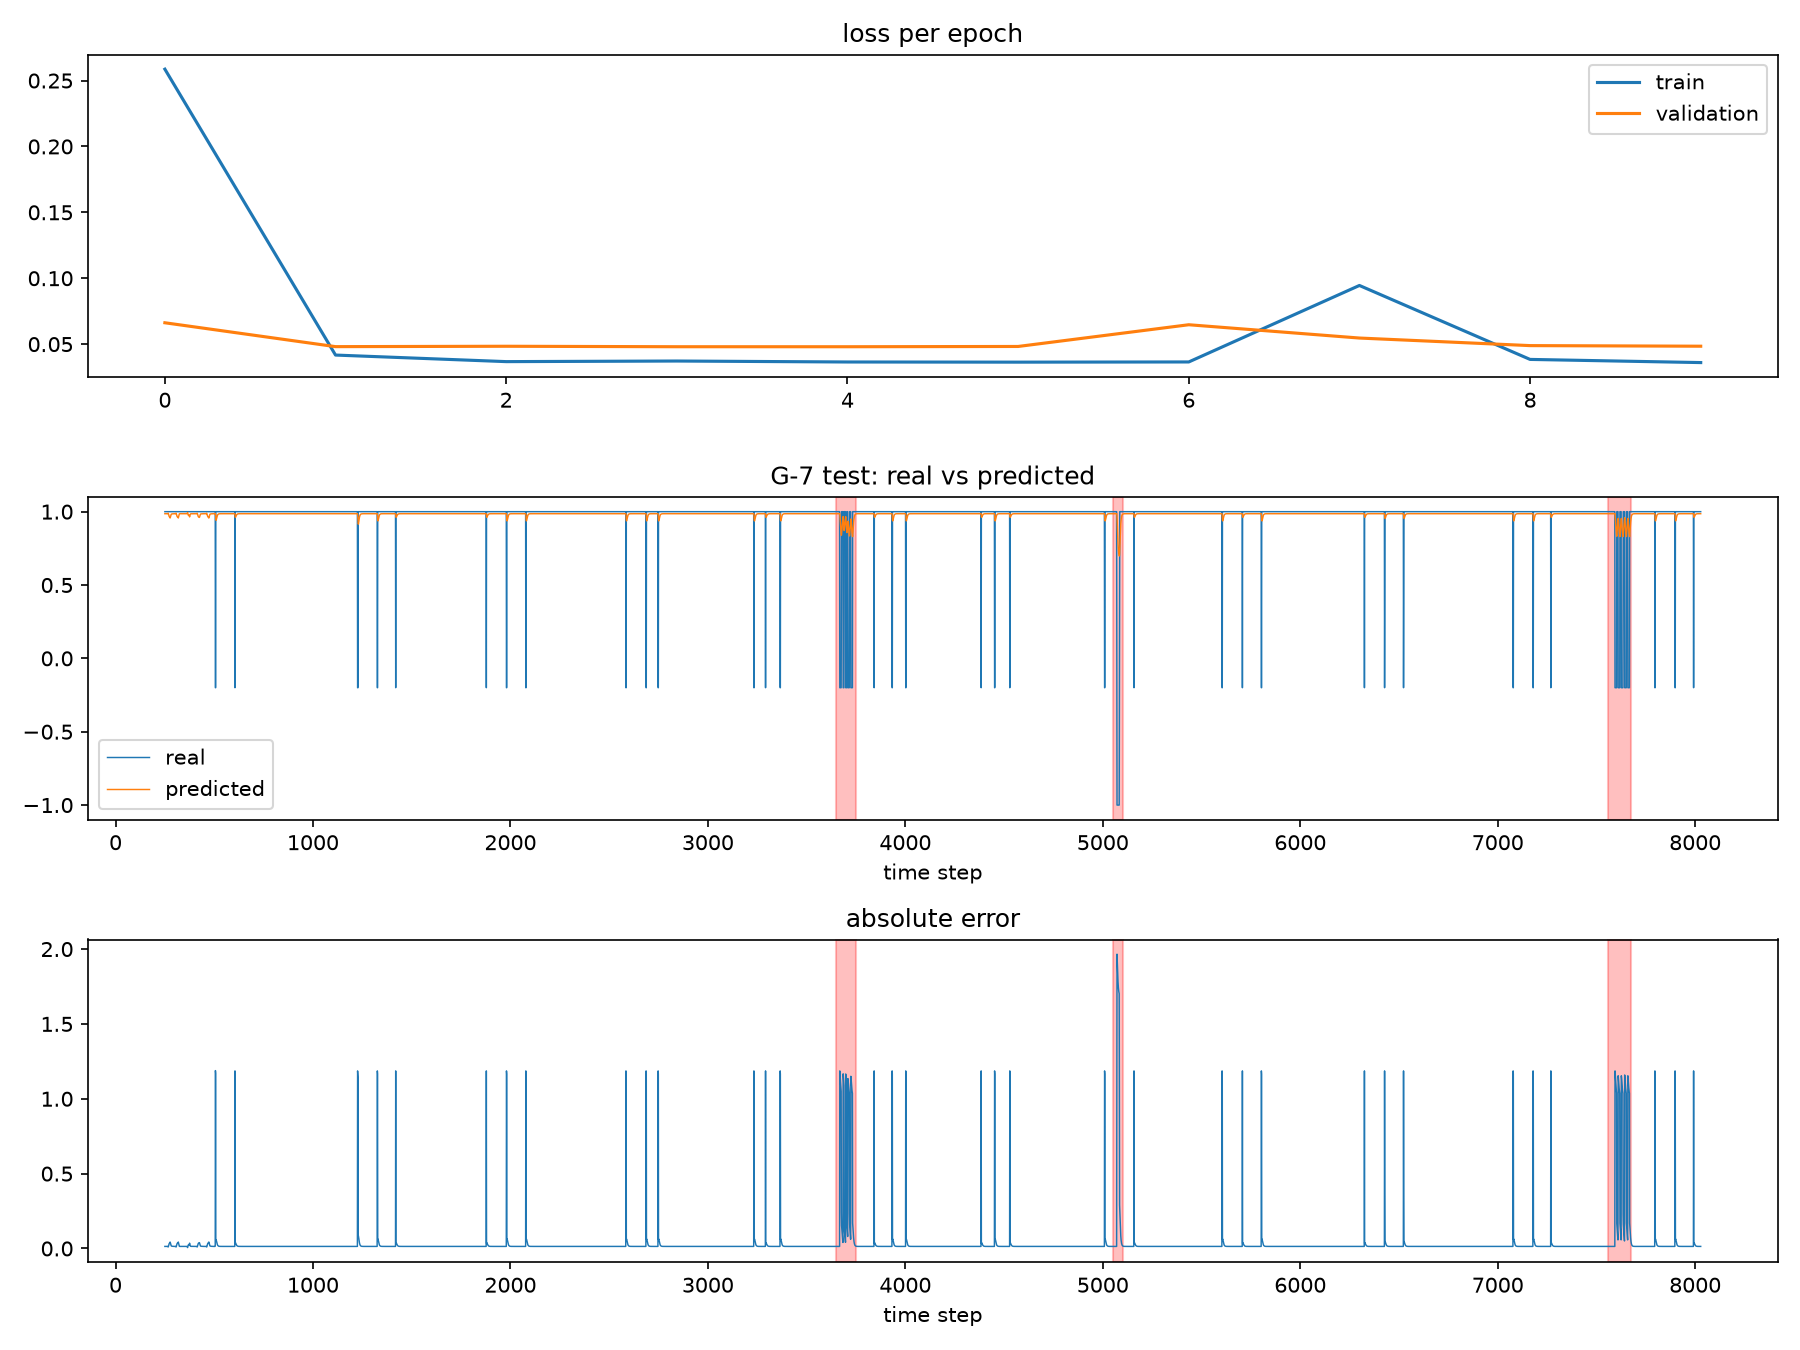 loss per epoch
0.25
0.20
0.15
0.10
0.05
train
validation
0 2 4 6 8
G-7 test: real vs predicted
1.0
0.5
0.0
−0.5
−1.0
real
predicted
0 1000 2000 3000 4000 5000 6000 7000 8000
time step
absolute error
2.0
1.5
1.0
0.5
0.0
0 1000 2000 3000 4000 5000 6000 7000 8000
time step